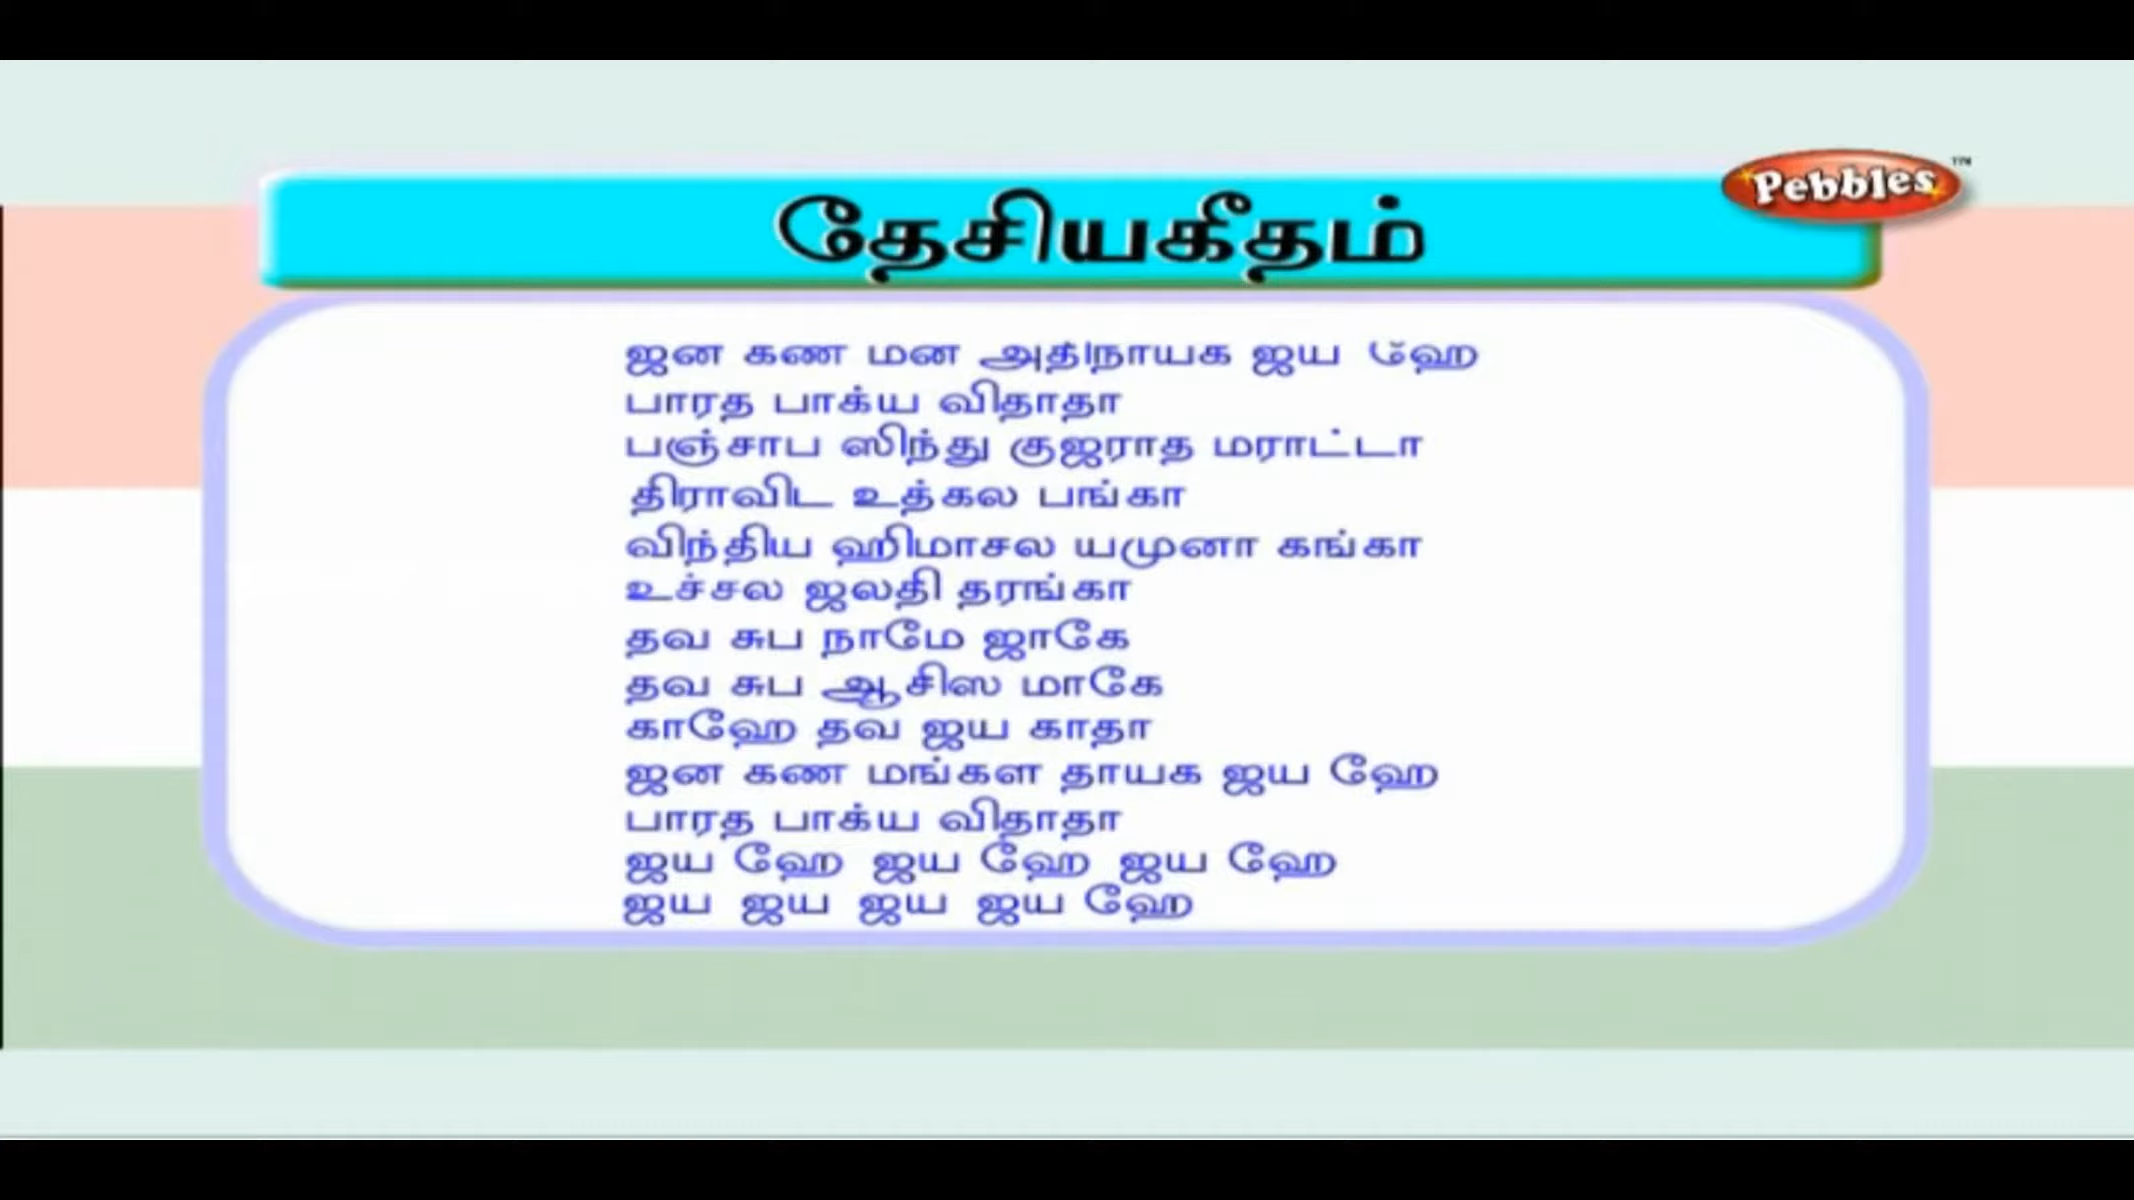 Pebbles™
தேசியகீதம்
ஜன கண மன அதிநாயக ஜய ஹே
பாரத பாக்ய விதாதா
பஞ்சாப ஸிந்து குஜராத மராட்டா
திராவிட உத்கல பங்கா
விந்திய ஹிமாசல யமுனா கங்கா
உச்சல ஜலதி தரங்கா
தவ சுப நாமே ஜாகே
தவ சுப ஆசிஸ மாகே
காஹே தவ ஜய காதா
ஜன கண மங்கள தாயக ஜய ஹே
பாரத பாக்ய விதாதா
ஜய ஹே ஜய ஹே ஜய ஹே
ஜய ஜய ஜய ஜய ஹே